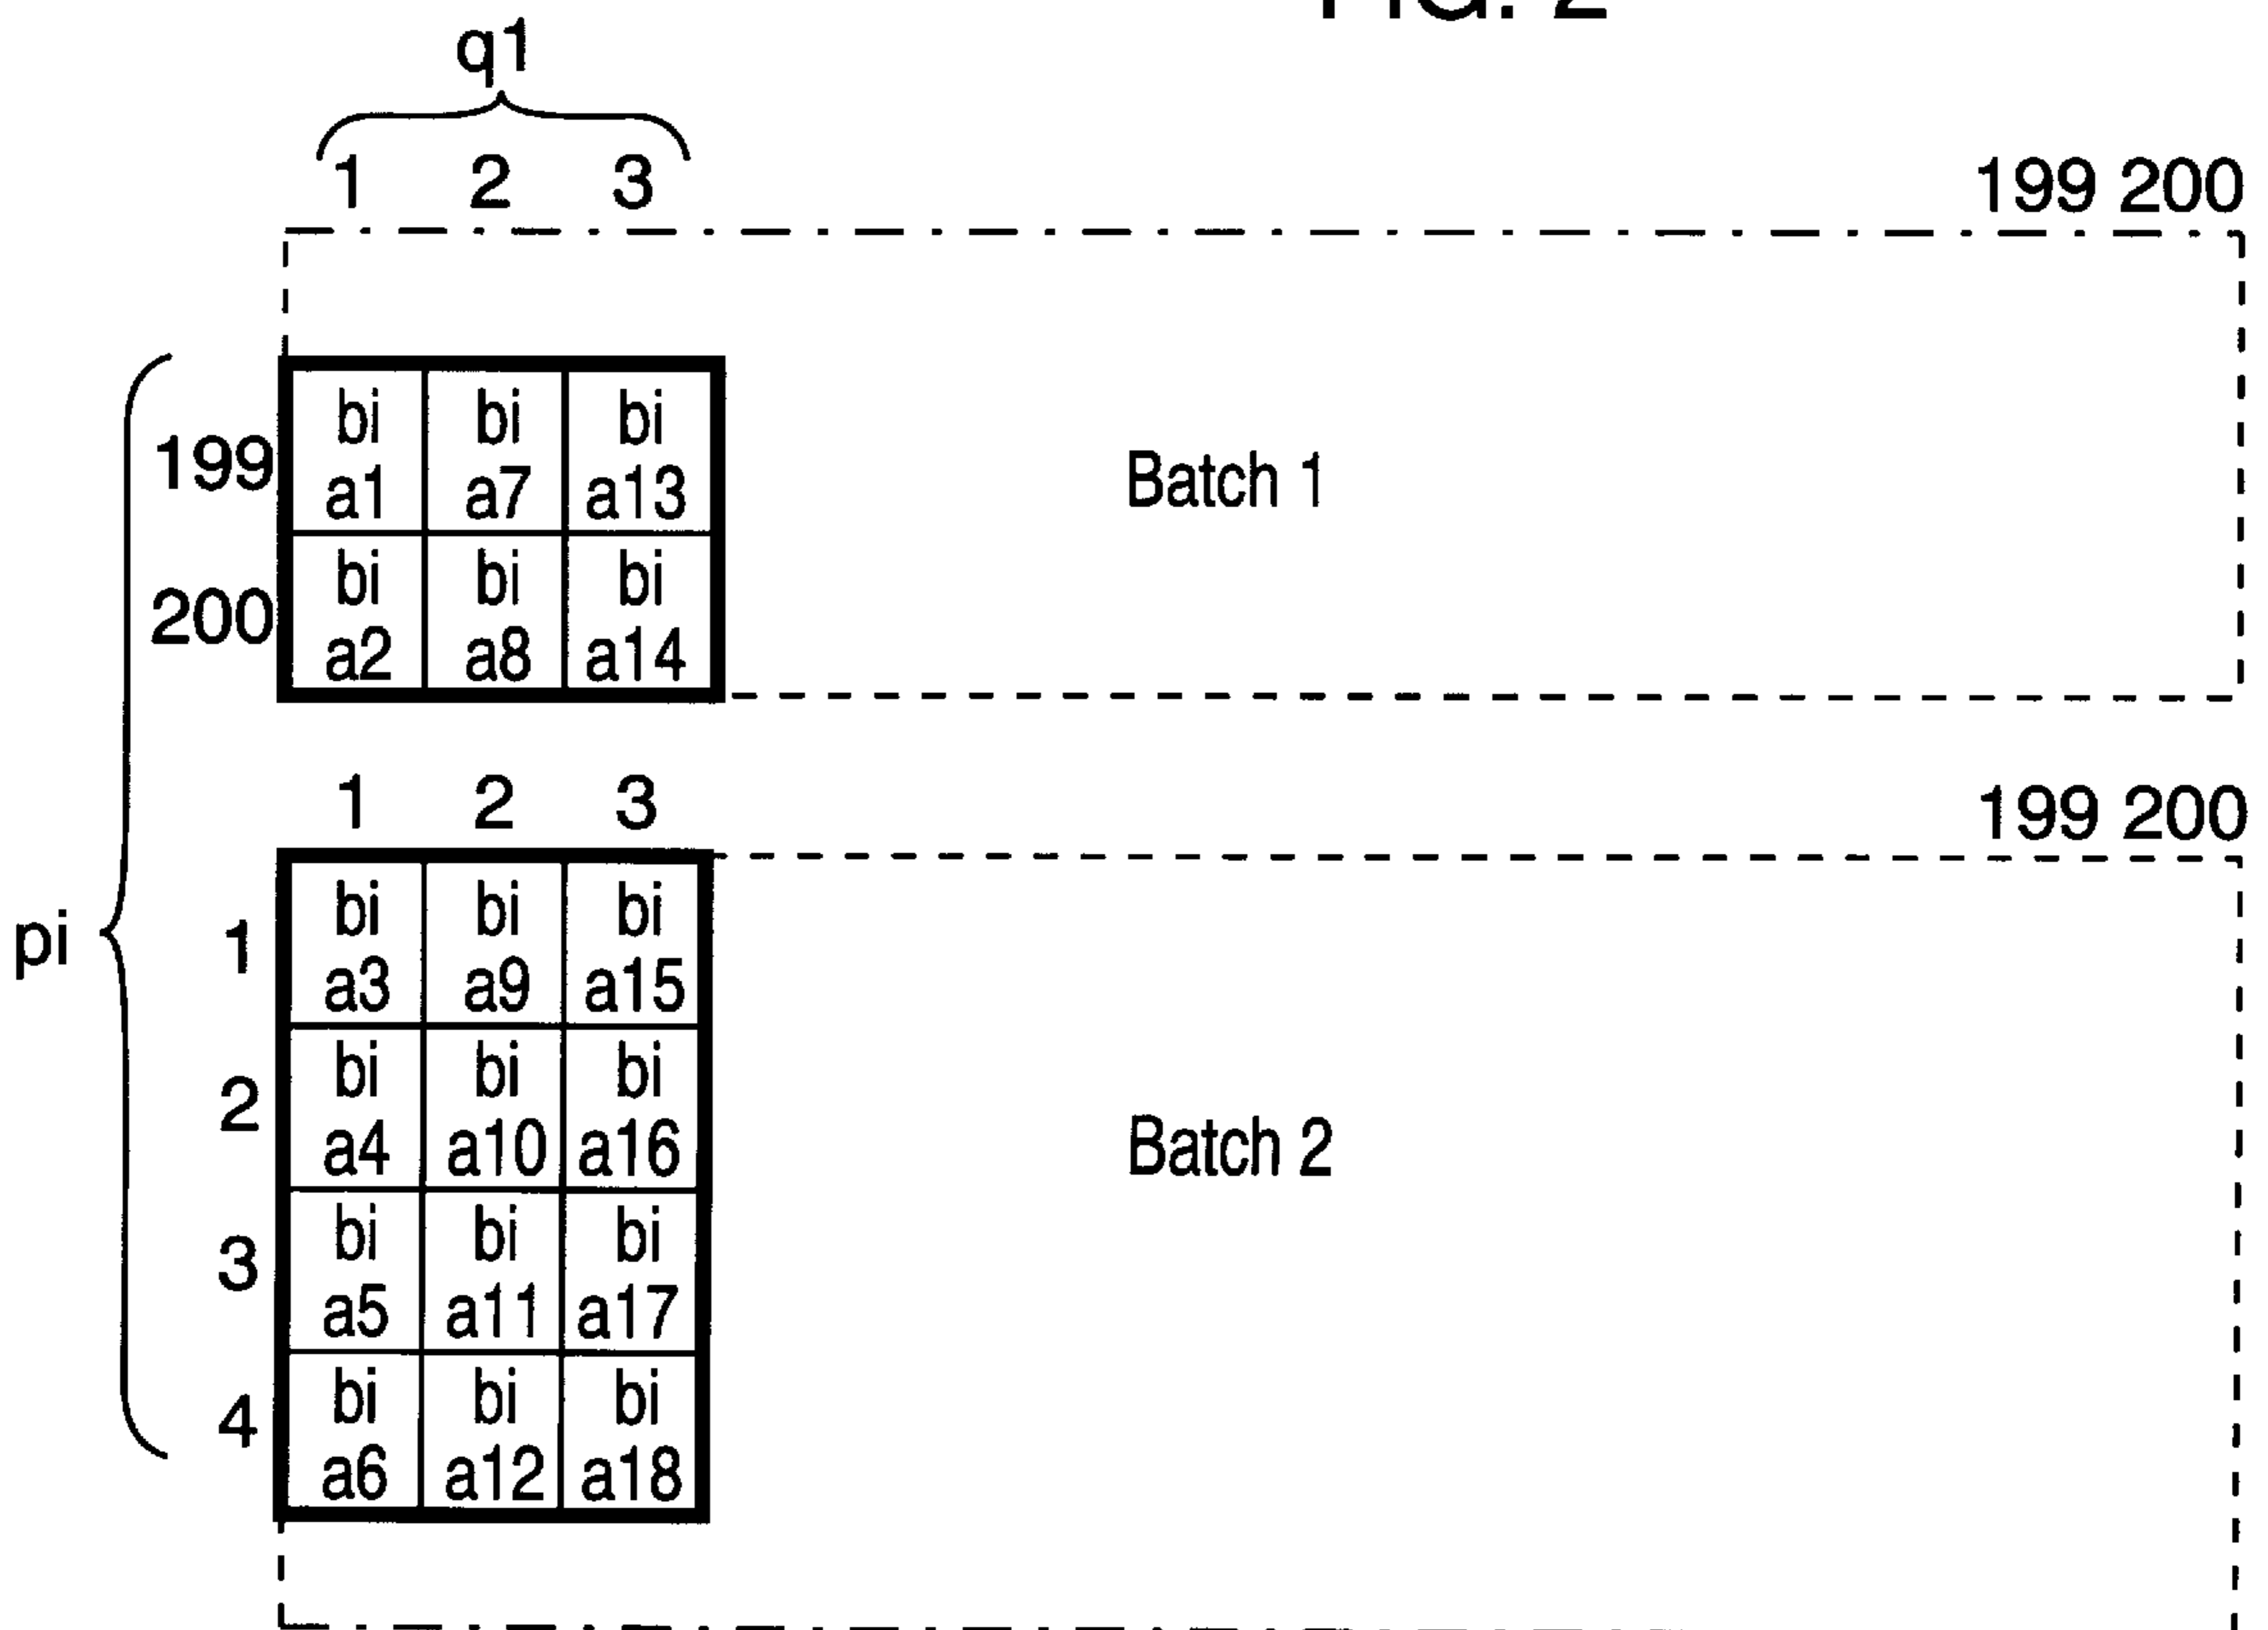 FIG. 2
q1
1 2 3 199 200
bi bi bi
199 a1 a7 a13 Batch 1
bi bi bi
200 a2 a8 a14
1 2 3 199 200
bi bi bi
pi 1 a3 a9 a15
bi bi bi
2 a4 a10 a16 Batch 2
bi bi bi
3 a5 a11 a17
bi bi bi
4 a6 a12 a18